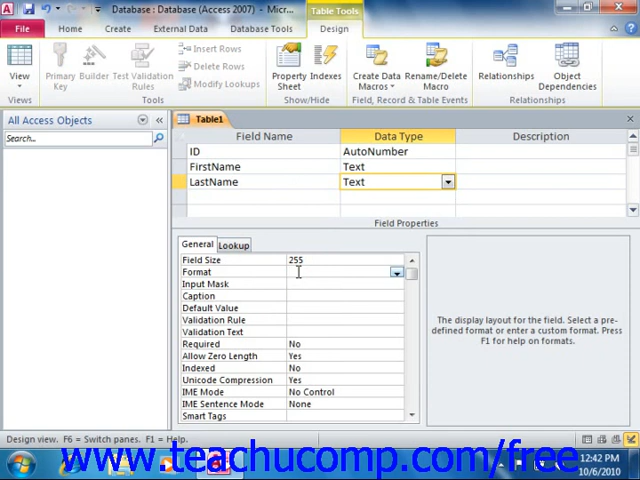 Database : Database (Access 2007) - Micr...
Table Tools
File Home Create External Data Database Tools Design
View
Primary Key
Builder
Test Validation Rules
Insert Rows
Delete Rows
Modify Lookups
Property Sheet
Indexes
Create Data Macros
Rename/Delete Macro
Relationships
Object Dependencies
Views Tools Show/Hide Field, Record & Table Events Relationships
All Access Objects
Search...
Table1
Field Name Data Type Description
ID AutoNumber
FirstName Text
LastName Text
Field Properties
General Lookup
Field Size 255
Format
Input Mask
Caption
Default Value
Validation Rule
Validation Text
Required No
Allow Zero Length Yes
Indexed No
Unicode Compression Yes
IME Mode No Control
IME Sentence Mode None
Smart Tags
The display layout for the field. Select a pre-
defined format or enter a custom format. Press
F1 for help on formats.
Design view. F6 = Switch panes. F1 = Help.
www.teachucomp.com/free
12:42 PM
10/6/2010